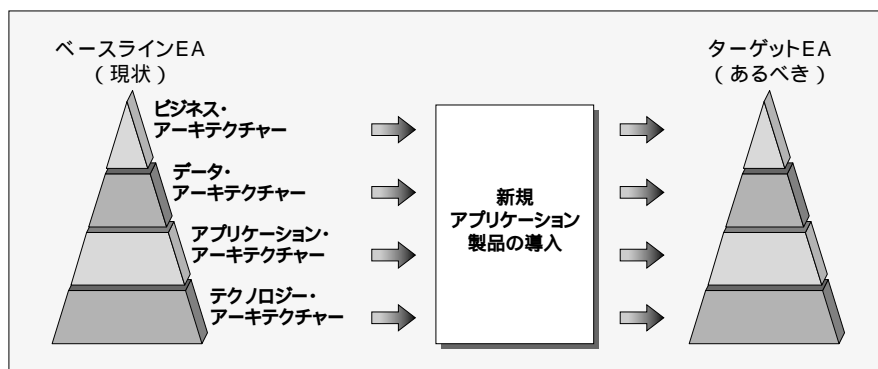 ベースラインEA
(現状)
ビジネス・
アーキテクチャー
データ・
アーキテクチャー
アプリケーション・
アーキテクチャー
テクノロジー・
アーキテクチャー
新規
アプリケーション
製品の導入
ターゲットEA
(あるべき)